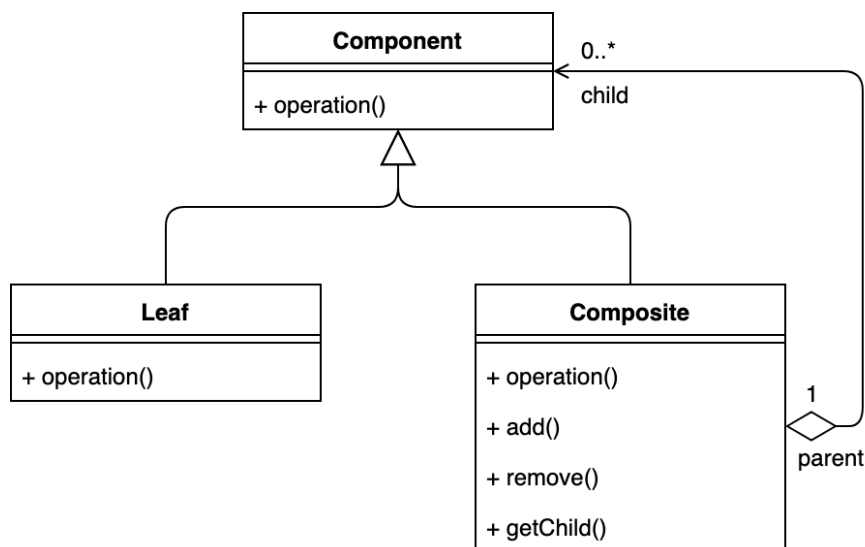 Component
+ operation()
0..*
child
Leaf
+ operation()
Composite
+ operation()
+ add()
+ remove()
+ getChild()
1
parent